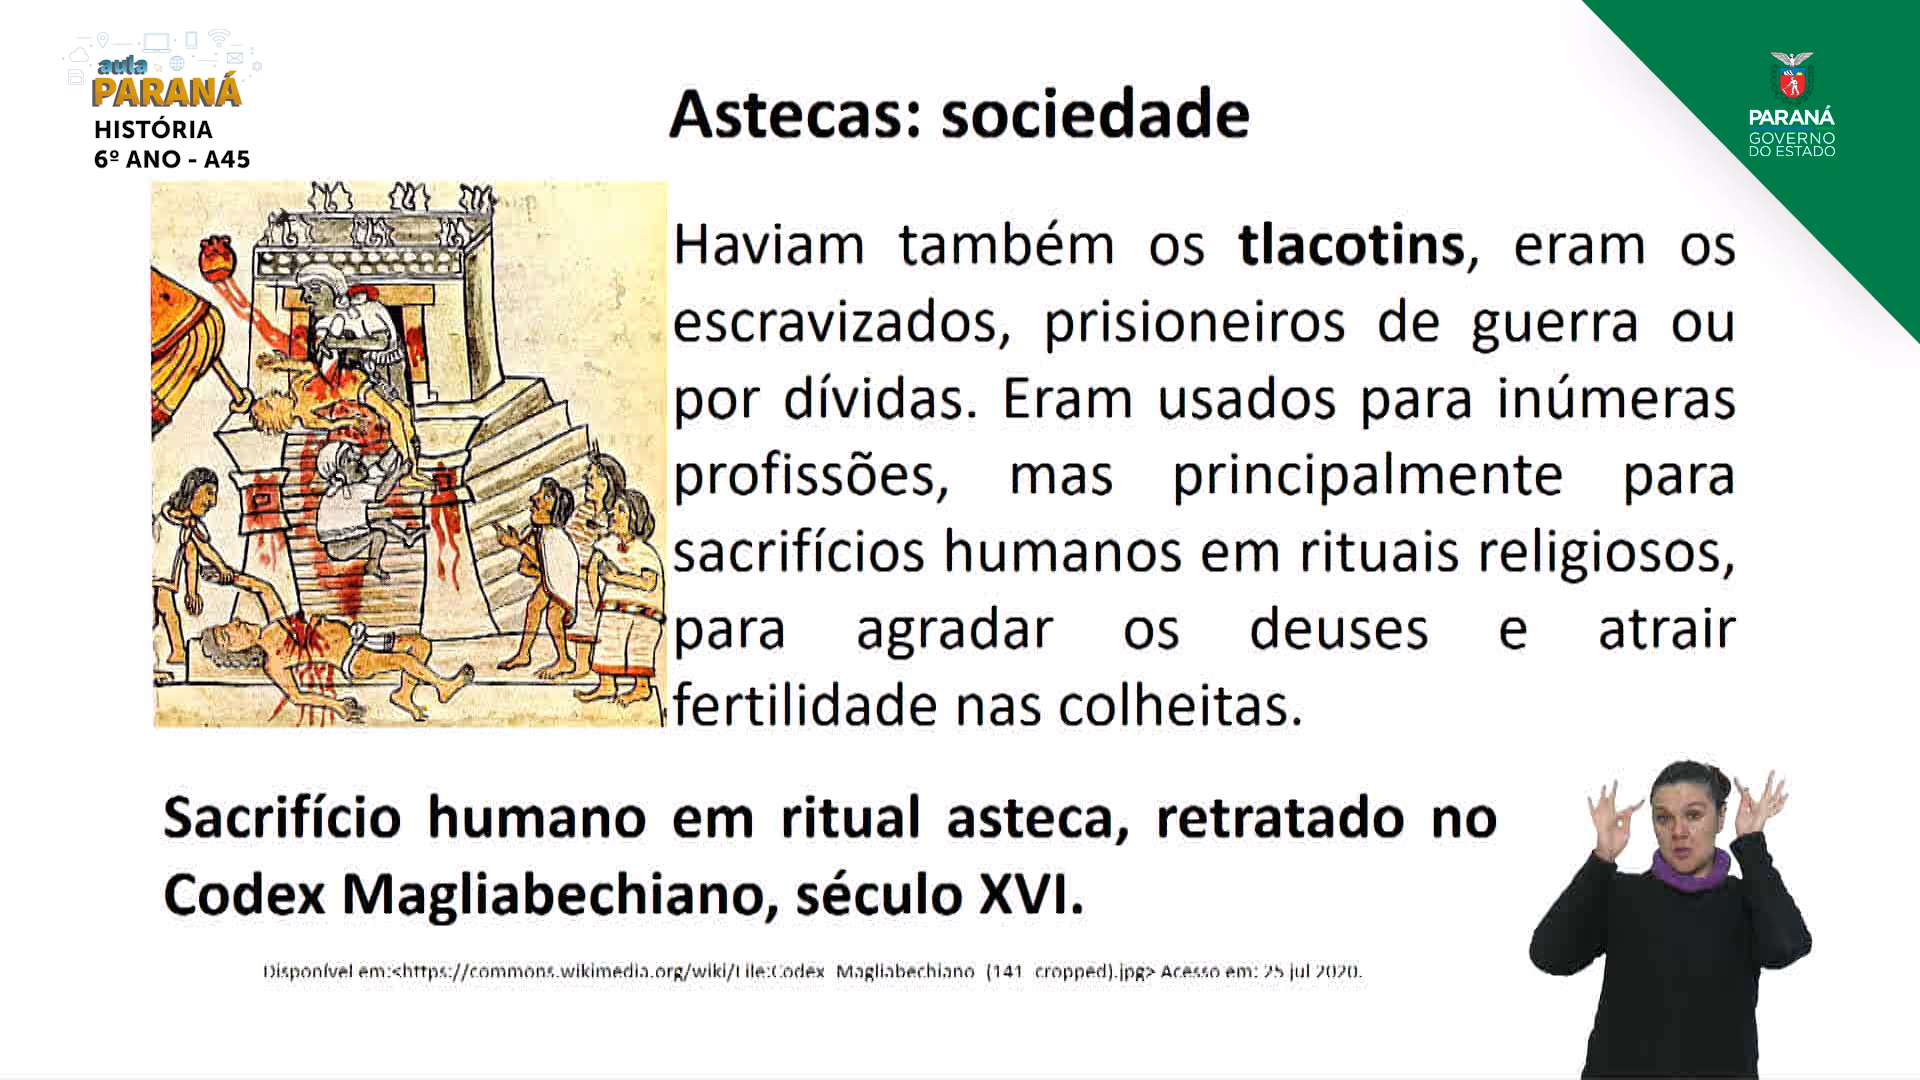 aula
PARANÁ
HISTÓRIA
6º ANO - A45
PARANÁ
GOVERNO
DO ESTADO
Astecas: sociedade
Haviam também os tlacotins, eram os
escravizados, prisioneiros de guerra ou
por dívidas. Eram usados para inúmeras
profissões, mas principalmente para
sacrifícios humanos em rituais religiosos,
para agradar os deuses e atrair
fertilidade nas colheitas.
Sacrifício humano em ritual asteca, retratado no
Codex Magliabechiano, século XVI.
Disponível em:<https://commons.wikimedia.org/wiki/File:Codex_Magliabechiano_(141_cropped).jpg> Acesso em: 25 jul 2020.